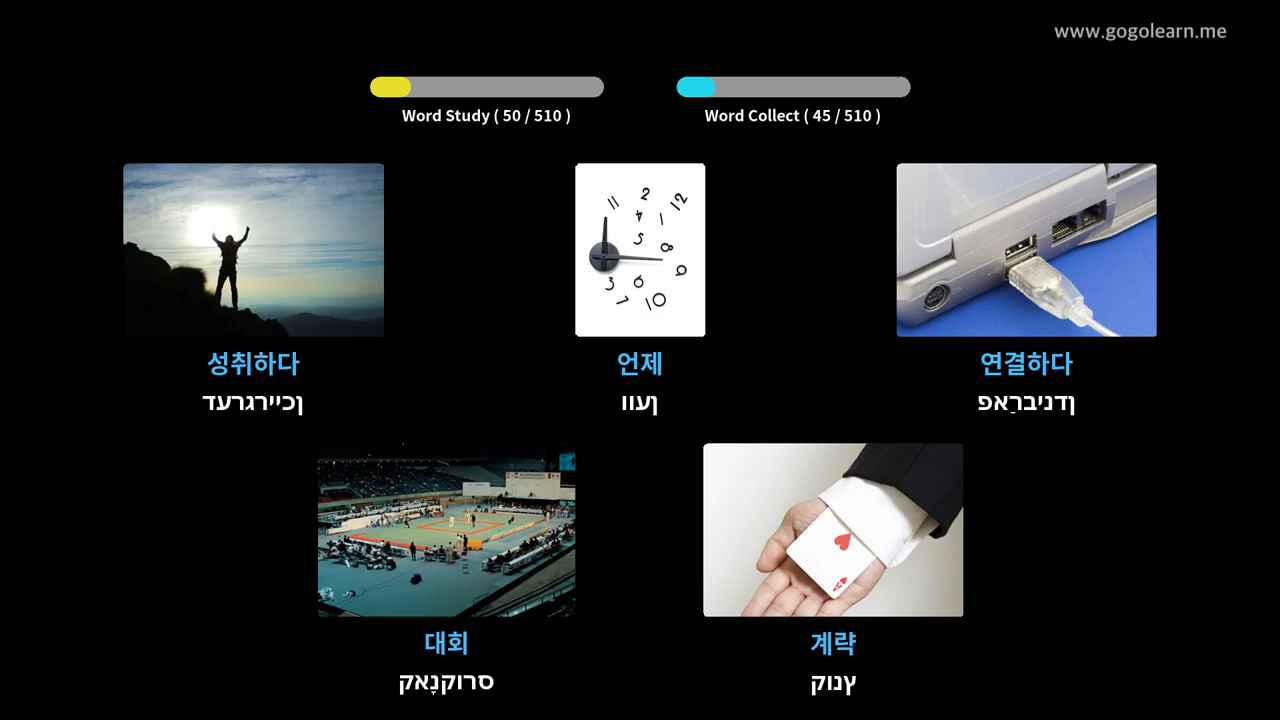 www.gogolearn.me
Word Study ( 50 / 510 )
Word Collect ( 45 / 510 )
성취하다
דערגרייכן
언제
ווען
연결하다
פאַרבינדן
대회
קאָנקורס
계략
קונץ